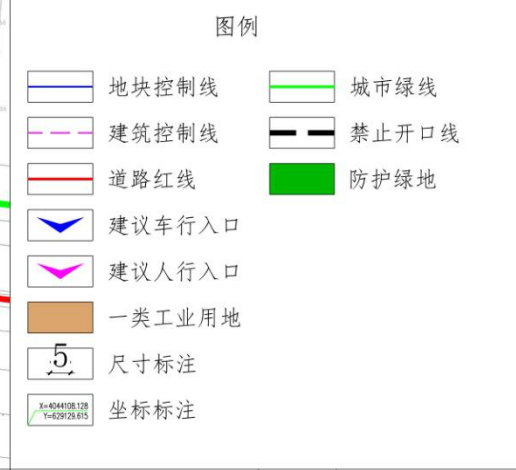 图例
地块控制线
城市绿线
建筑控制线
禁止开口线
道路红线
防护绿地
建议车行入口
建议人行入口
一类工业用地
5
尺寸标注
X=4044108.128
Y=629129.615
坐标标注